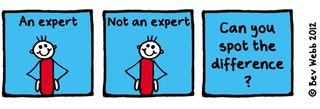 An expert
Not an expert
Can you
spot the
difference
?
© Bev Webb 2012